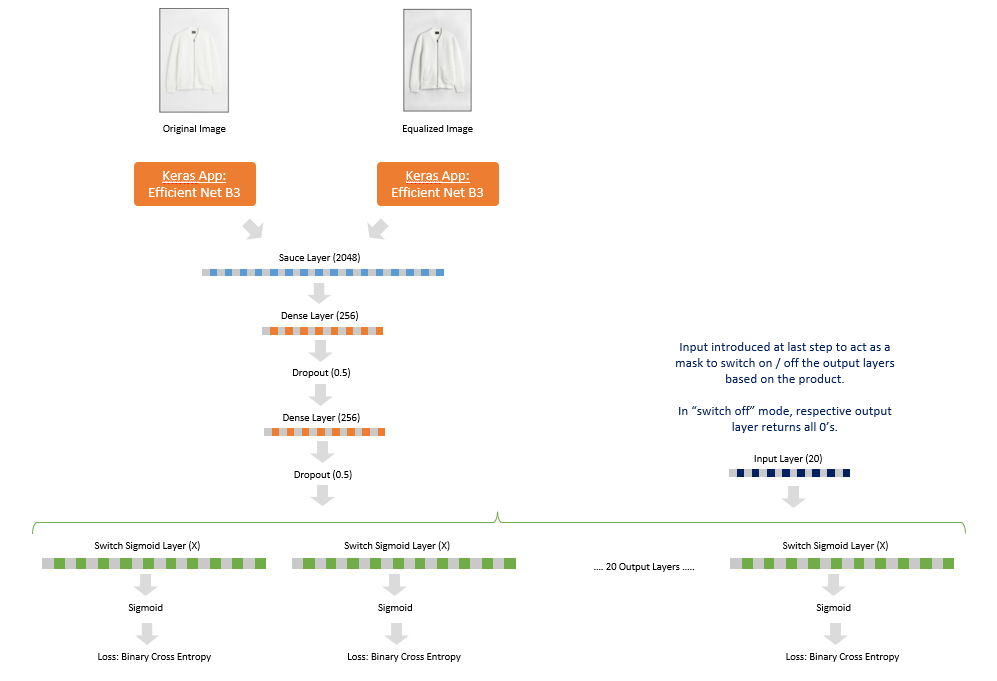 Original Image
Equalized Image
Keras App:
Efficient Net B3
Keras App:
Efficient Net B3
Sauce Layer (2048)
Dense Layer (256)
Dropout (0.5)
Dense Layer (256)
Dropout (0.5)
Input introduced at last step to act as a
mask to switch on / off the output layers
based on the product.
In “switch off” mode, respective output
layer returns all 0’s.
Input Layer (20)
Switch Sigmoid Layer (X)
Switch Sigmoid Layer (X)
.... 20 Output Layers .....
Switch Sigmoid Layer (X)
Sigmoid
Sigmoid
Sigmoid
Loss: Binary Cross Entropy
Loss: Binary Cross Entropy
Loss: Binary Cross Entropy